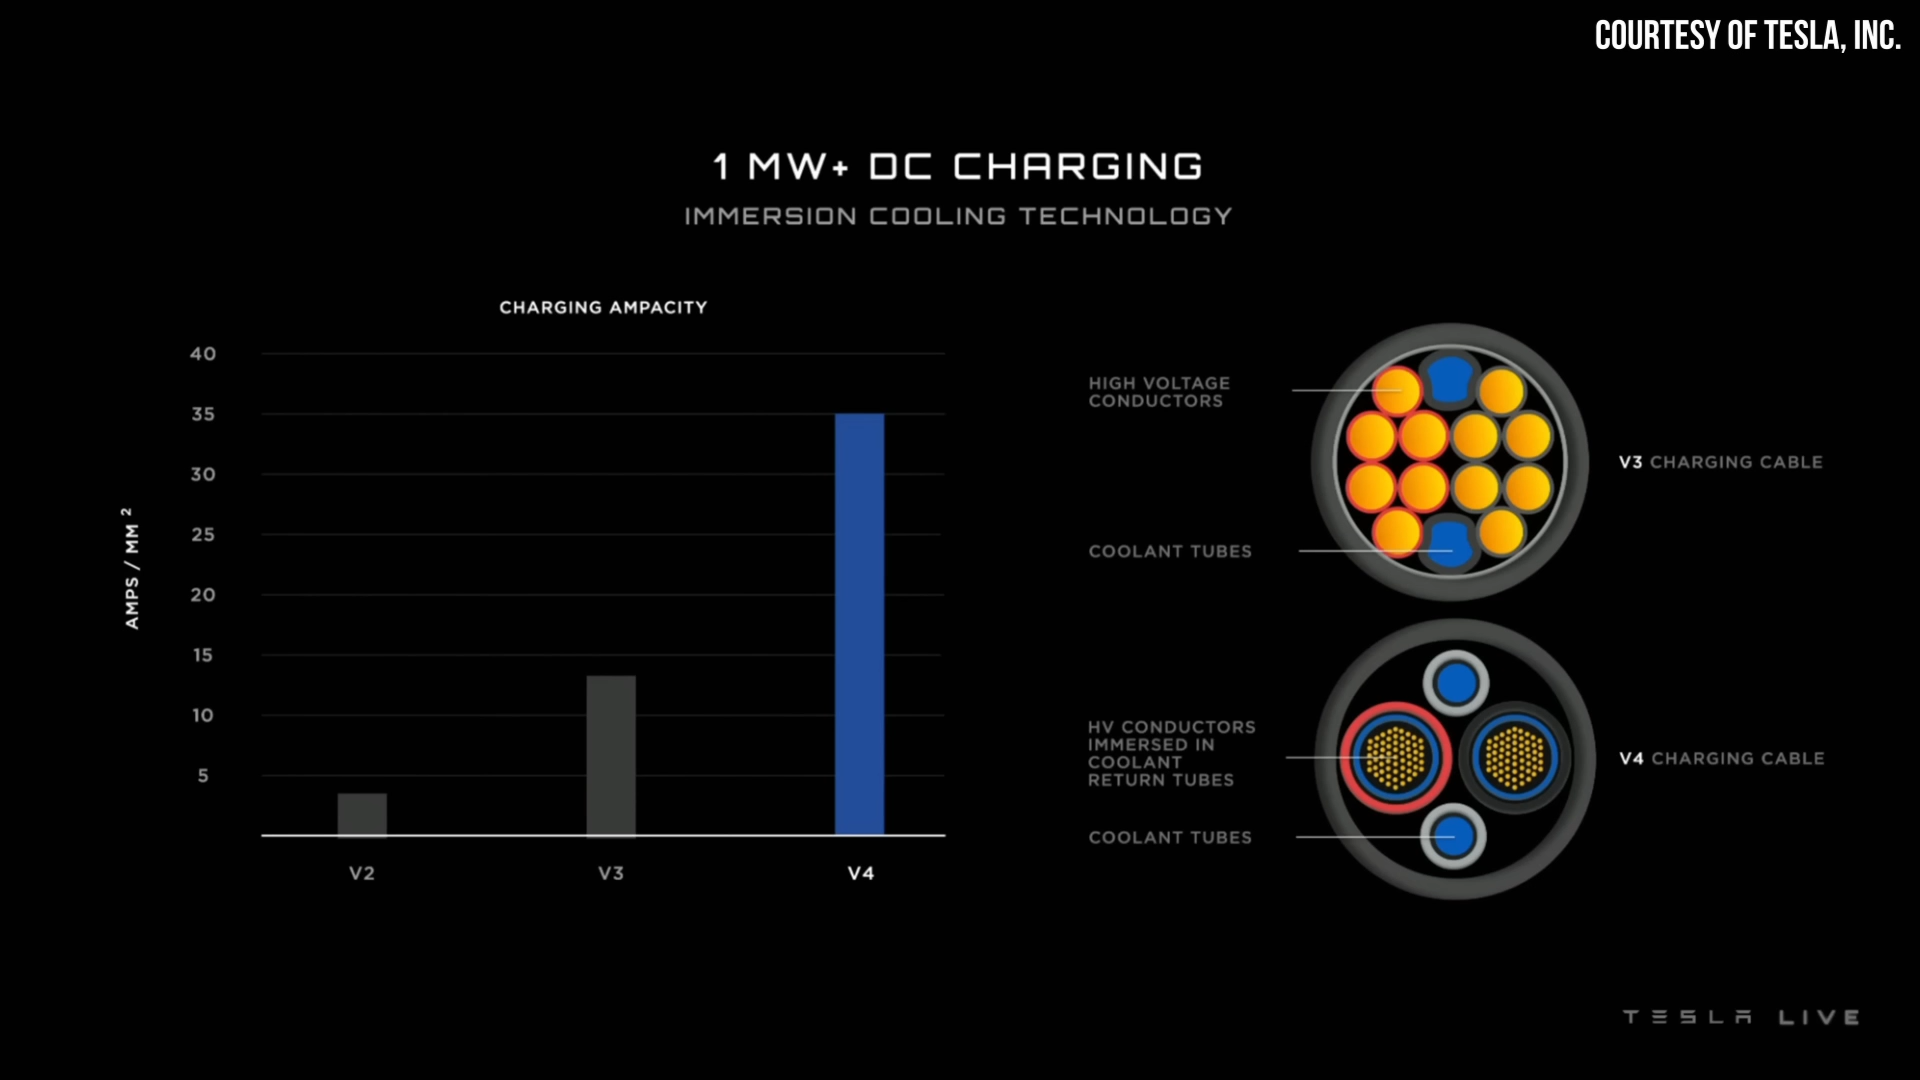 COURTESY OF TESLA, INC.
1 MW+ DC CHARGING
IMMERSION COOLING TECHNOLOGY
CHARGING AMPACITY
40
35
30
25
20
15
10
5
AMPS / MM 2
V2
V3
V4
HIGH VOLTAGE
CONDUCTORS
COOLANT TUBES
V3 CHARGING CABLE
HV CONDUCTORS
IMMERSED IN
COOLANT
RETURN TUBES
COOLANT TUBES
V4 CHARGING CABLE
TESLA LIVE